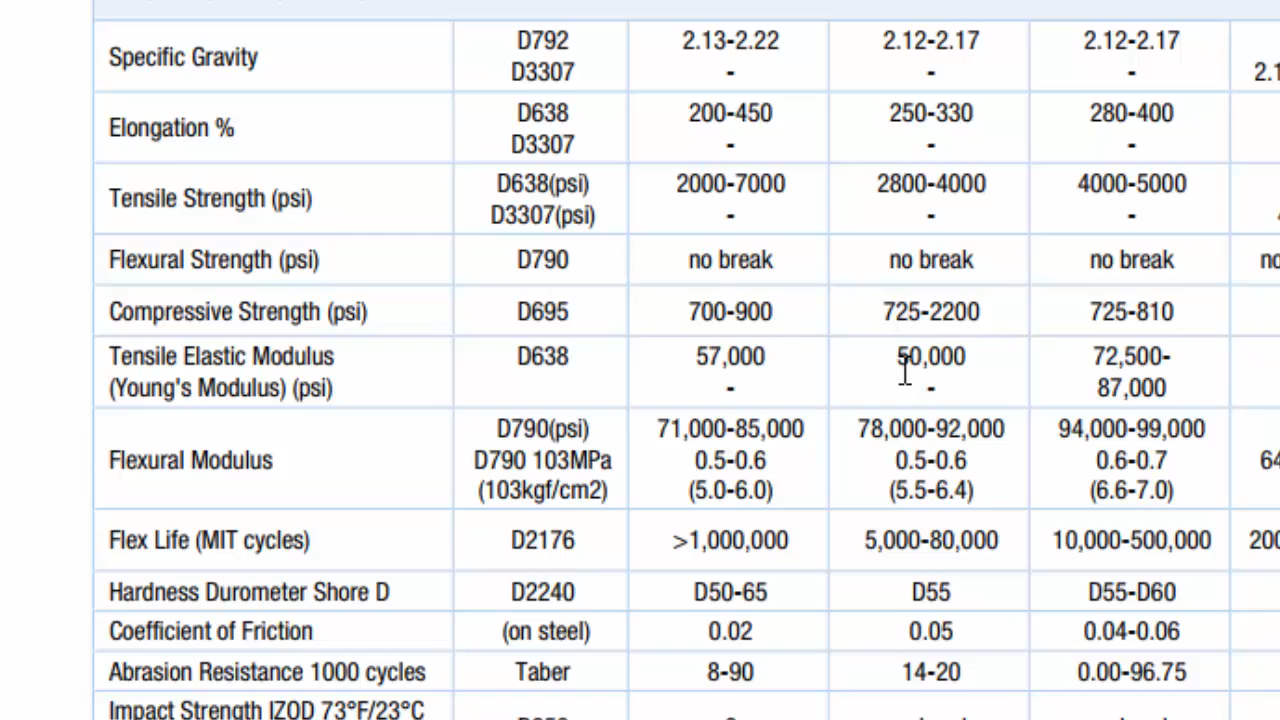 Specific Gravity D792 2.13-2.22 2.12-2.17 2.12-2.17
D3307 - - - 2.1
Elongation % D638 200-450 250-330 280-400
D3307 - - -
Tensile Strength (psi) D638(psi) 2000-7000 2800-4000 4000-5000
D3307(psi) - - -
Flexural Strength (psi) D790 no break no break no break no
Compressive Strength (psi) D695 700-900 725-2200 725-810
Tensile Elastic Modulus D638 57,000 50,000 72,500-
(Young's Modulus) (psi) - - 87,000
D790(psi) 71,000-85,000 78,000-92,000 94,000-99,000
Flexural Modulus D790 103MPa 0.5-0.6 0.5-0.6 0.6-0.7 64
(103kgf/cm2) (5.0-6.0) (5.5-6.4) (6.6-7.0)
Flex Life (MIT cycles) D2176 >1,000,000 5,000-80,000 10,000-500,000 200
Hardness Durometer Shore D D2240 D50-65 D55 D55-D60
Coefficient of Friction (on steel) 0.02 0.05 0.04-0.06
Abrasion Resistance 1000 cycles Taber 8-90 14-20 0.00-96.75
Impact Strength IZOD 73°F/23°C